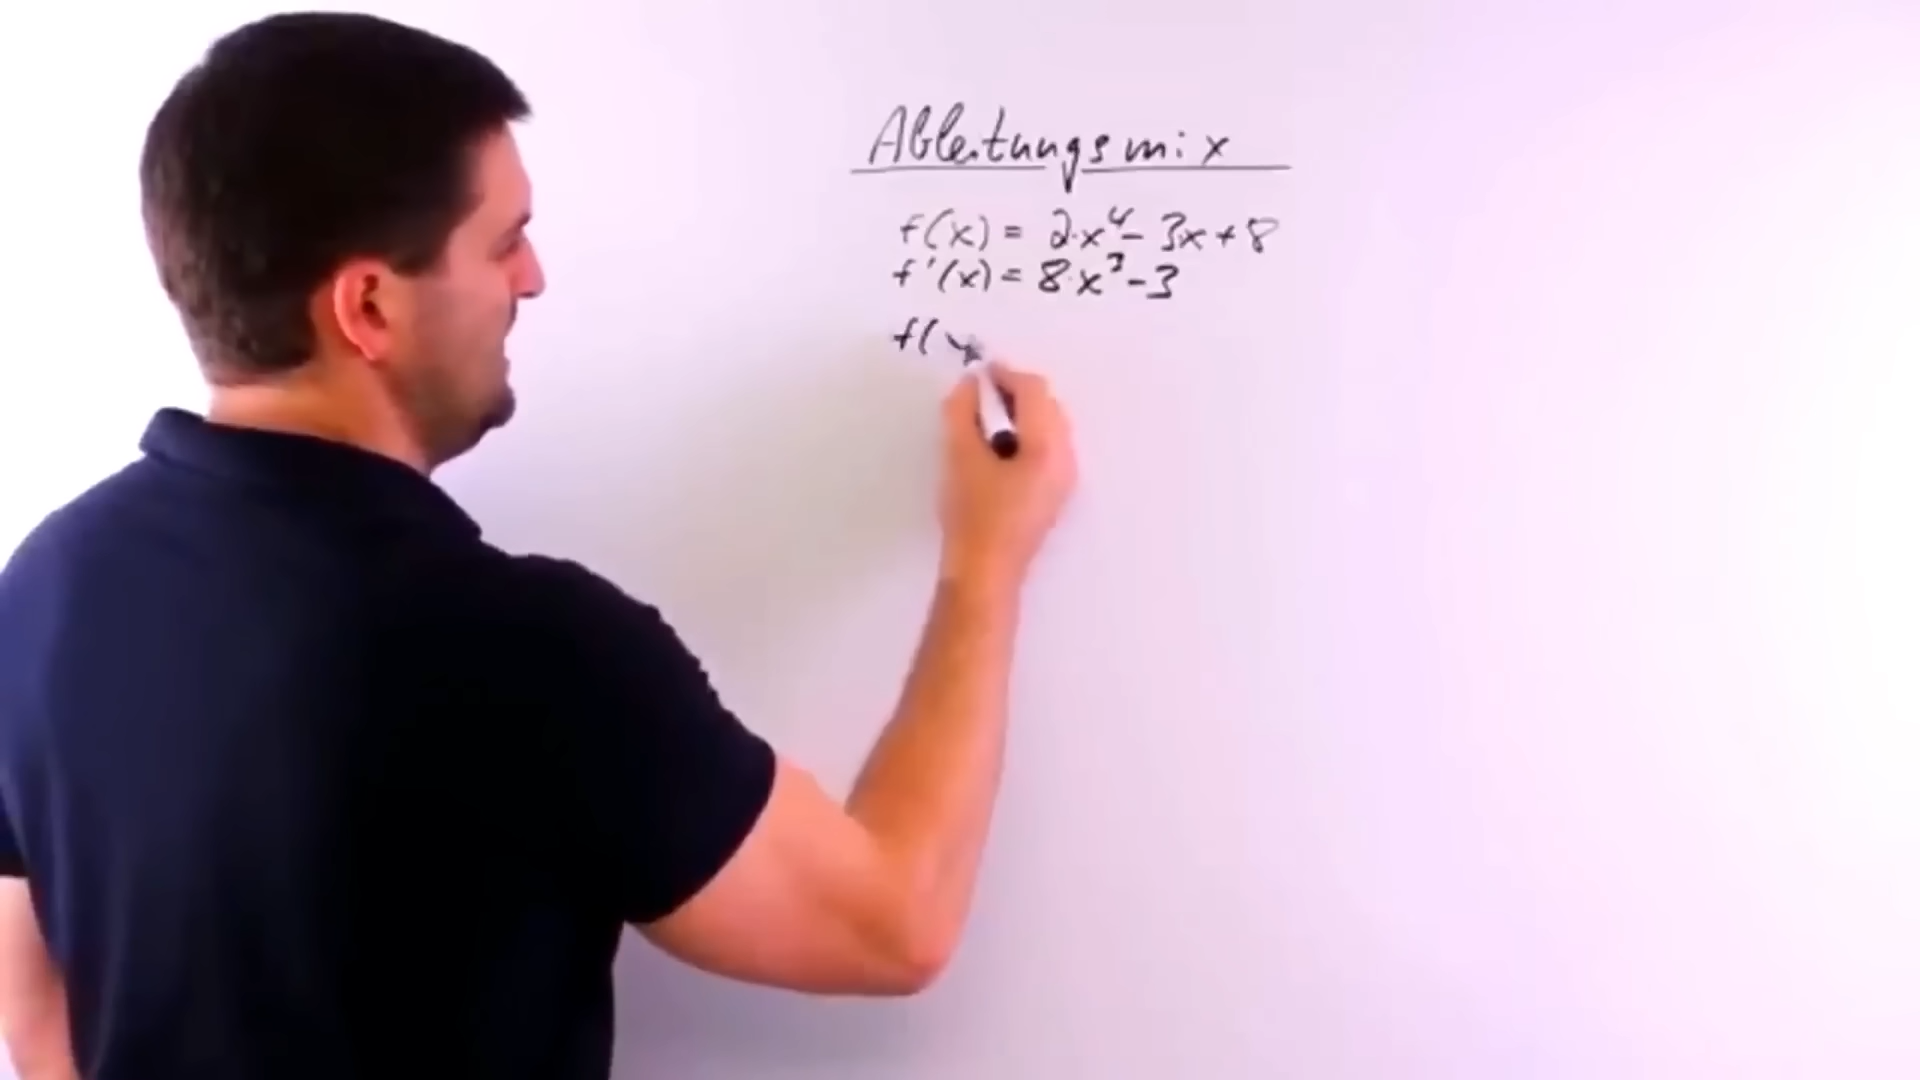 Ableitungsmix
f(x) = 2·x⁴ - 3x + 8
f'(x) = 8·x³ - 3
f(x